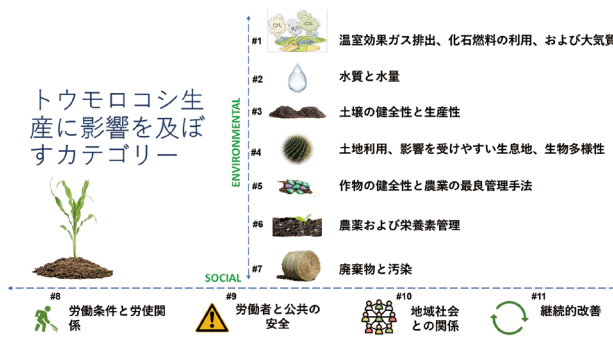 トウモロコシ生
産に影響を及ぼ
すカテゴリー
ENVIRONMENTAL
SOCIAL
#1 温室効果ガス排出、化石燃料の利用、および大気質
#2 水質と水量
#3 土壌の健全性と生産性
#4 土地利用、影響を受けやすい生息地、生物多様性
#5 作物の健全性と農業の最良管理手法
#6 農薬および栄養素管理
#7 廃棄物と汚染
#8
労働条件と労使関
係
#9
労働者と公共の
安全
#10
地域社会
との関係
#11
継続的改善